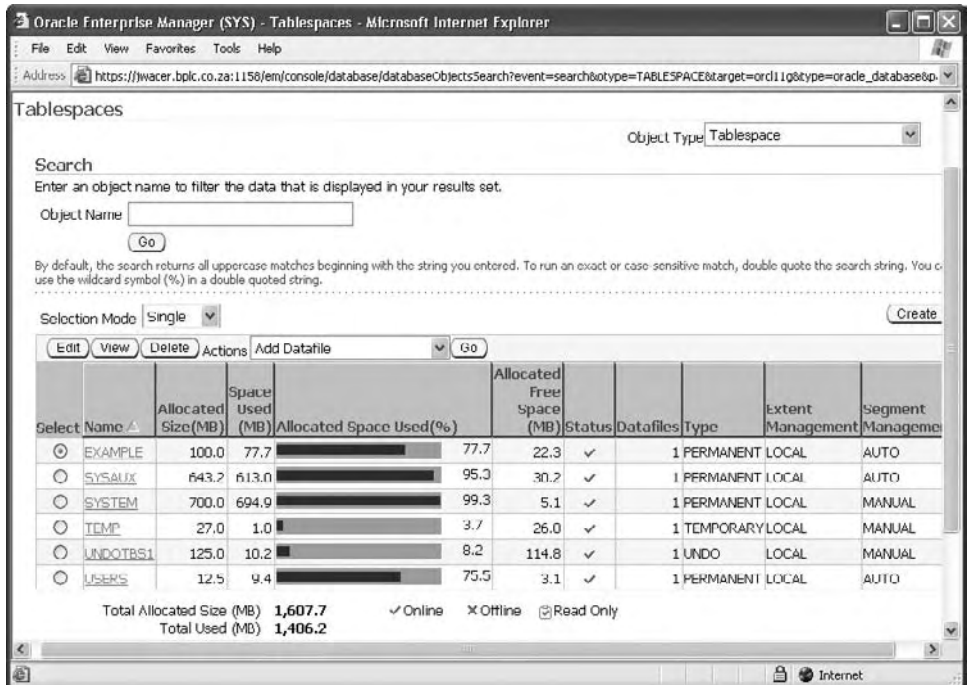 Oracle Enterprise Manager (SYS) - Tablespaces - Microsoft Internet Explorer
File Edit View Favorites Tools Help
Address https://jwacer.bplc.co.za:1158/em/console/database/databaseObjectsSearch?event=search&otype=TABLESPACE&target=orcl11g&type=oracle_database&p
Tablespaces
Object Type Tablespace
Search
Enter an object name to filter the data that is displayed in your results set.
Object Name
Go
By default, the search returns all uppercase matches beginning with the string you entered. To run an exact or case-sensitive match, double quote the search string. You c
use the wildcard symbol (%) in a double quoted string.
Selection Mode Single
Create
Edit View Delete Actions Add Datafile Go
Select Name Allocated Size(MB) Space Used (MB) Allocated Space Used(%) Allocated Free Space (MB) Status Datafiles Type Extent Management Segment Manageme
EXAMPLE 100.0 77.7 77.7 22.3 1 PERMANENT LOCAL AUTO
SYSAUX 643.2 613.0 95.3 30.2 1 PERMANENT LOCAL AUTO
SYSTEM 700.0 694.9 99.3 5.1 1 PERMANENT LOCAL MANUAL
TEMP 27.0 1.0 3.7 26.0 1 TEMPORARY LOCAL MANUAL
UNDOTBS1 125.0 10.2 8.2 114.8 1 UNDO LOCAL MANUAL
USERS 12.5 9.4 75.5 3.1 1 PERMANENT LOCAL AUTO
Total Allocated Size (MB) 1,607.7 Online Offline Read Only
Total Used (MB) 1,406.2
Internet